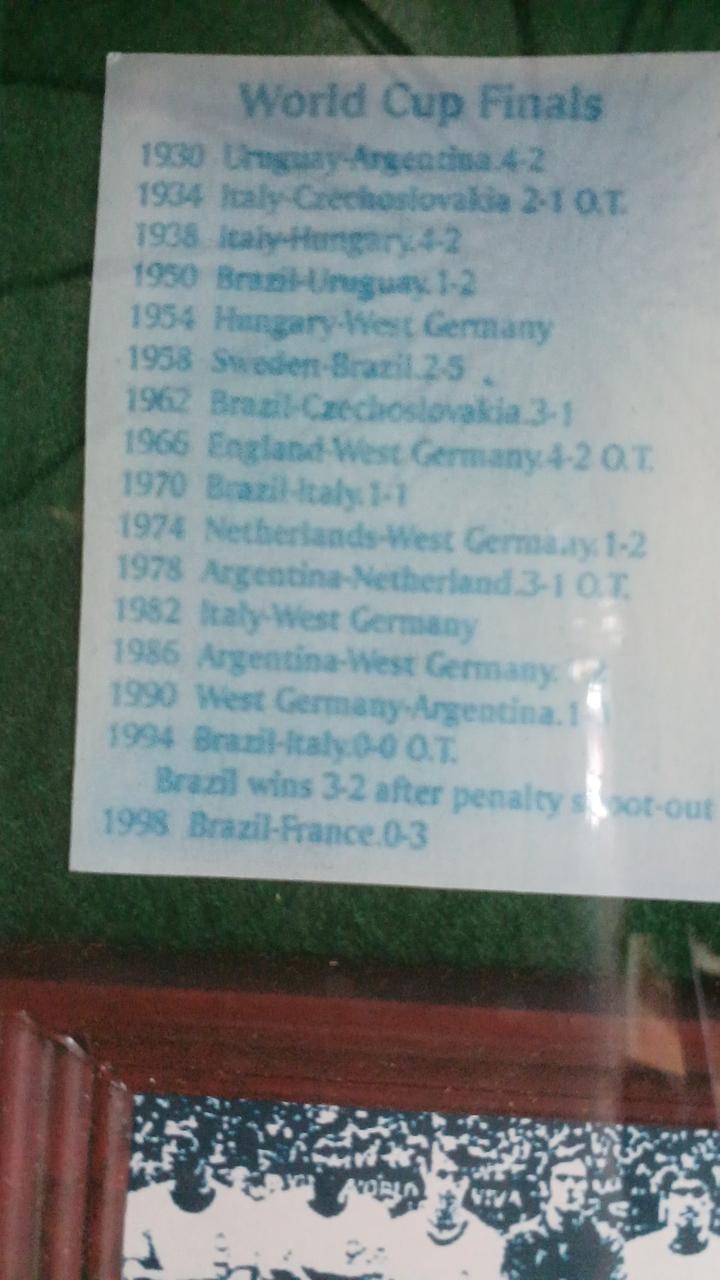 World Cup Finals
1930 Uruguay-Argentina.4-2
1934 Italy-Czechoslovakia 2-1 O.T.
1938 Italy-Hungary.4-2
1950 Brazil-Uruguay.1-2
1954 Hungary-West Germany
1958 Sweden-Brazil.2-5
1962 Brazil-Czechoslovakia.3-1
1966 England-West Germany.4-2 O.T.
1970 Brazil-Italy.1-1
1974 Netherlands-West Germany.1-2
1978 Argentina-Netherland.3-1 O.T.
1982 Italy-West Germany
1986 Argentina-West Germany.
1990 West Germany-Argentina.
1994 Brazil-Italy.0-0 O.T.
Brazil wins 3-2 after penalty shoot-out
1998 Brazil-France.0-3
VIVA